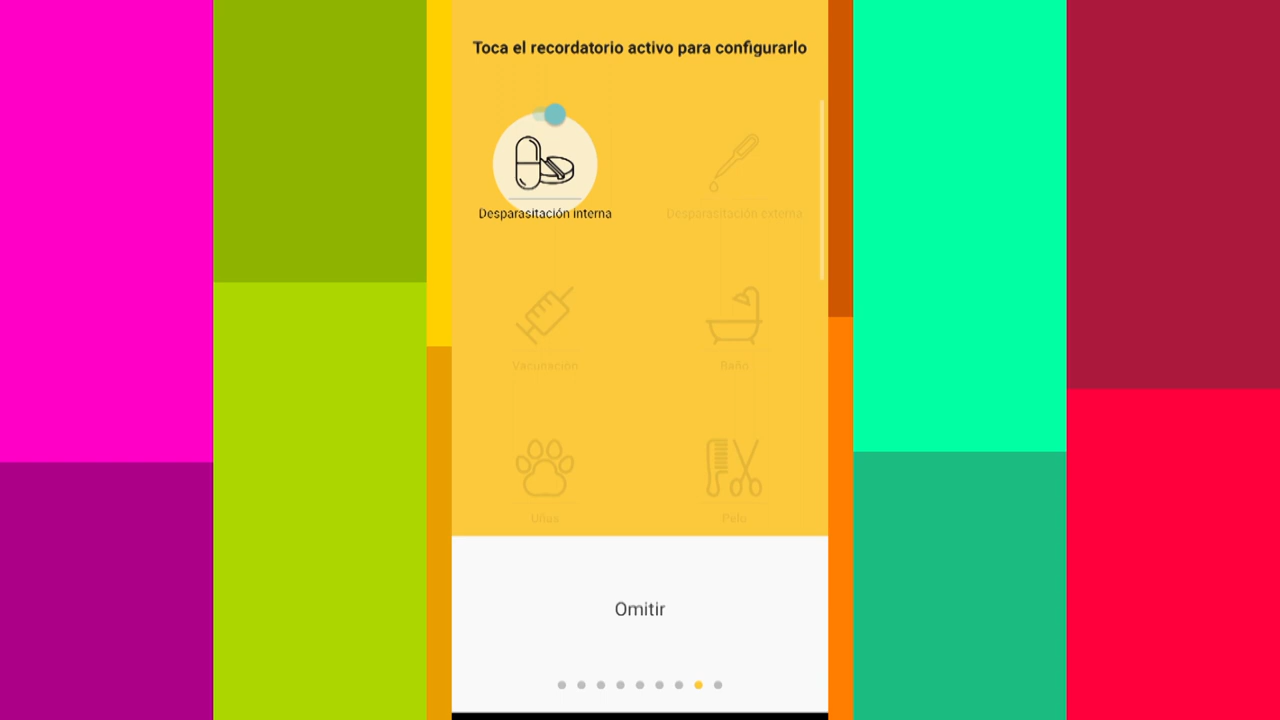 Toca el recordatorio activo para configurarlo
Desparasitación interna
Desparasitación externa
Vacunación
Baño
Uñas
Pelo
Omitir